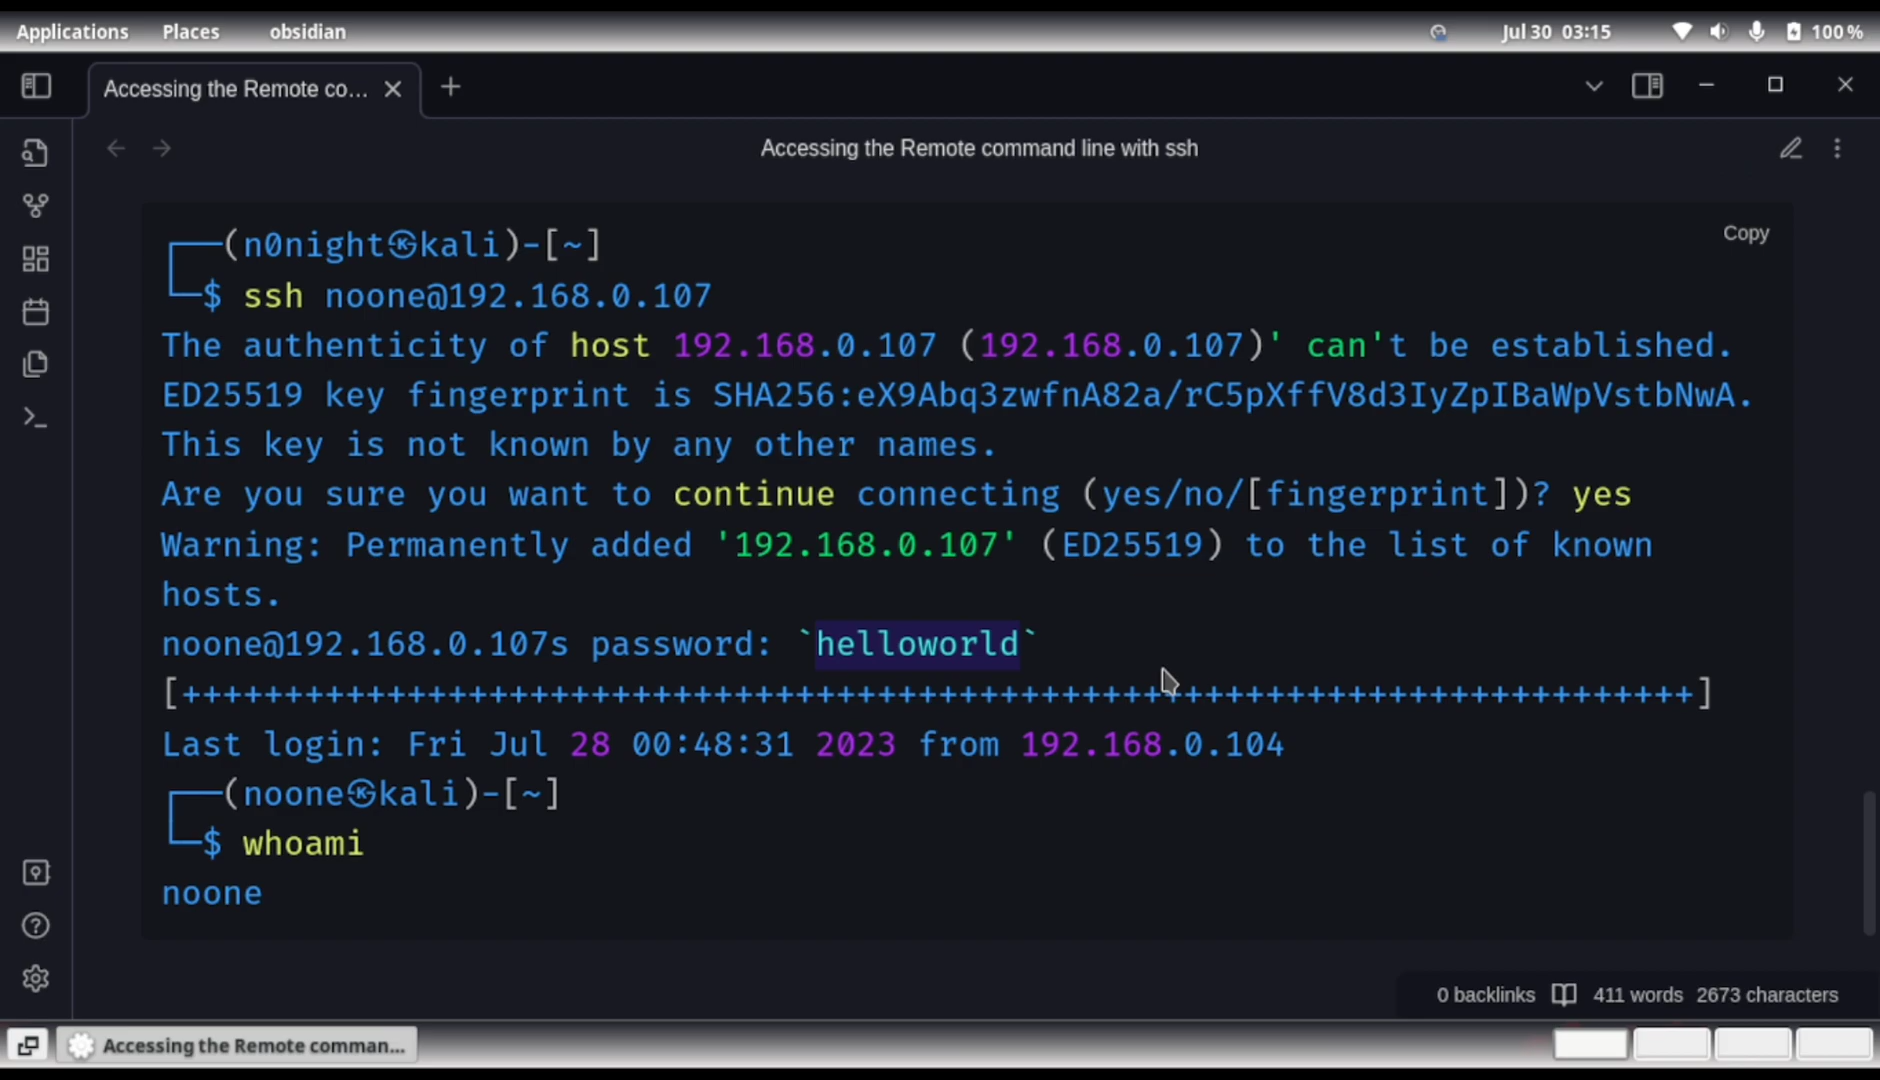 Applications Places obsidian Jul 30 03:15 100%
Accessing the Remote co...
Accessing the Remote command line with ssh
Copy
┌──(n0night㉿kali)-[~]
└─$ ssh noone@192.168.0.107
The authenticity of host 192.168.0.107 (192.168.0.107)' can't be established.
ED25519 key fingerprint is SHA256:eX9Abq3zwfnA82a/rC5pXffV8d3IyZpIBaWpVstbNwA.
This key is not known by any other names.
Are you sure you want to continue connecting (yes/no/[fingerprint])? yes
Warning: Permanently added '192.168.0.107' (ED25519) to the list of known
hosts.
noone@192.168.0.107s password: `helloworld`
[++++++++++++++++++++++++++++++++++++++++++++++++++++++++++++++++++++++++++]
Last login: Fri Jul 28 00:48:31 2023 from 192.168.0.104
┌──(noone㉿kali)-[~]
└─$ whoami
noone
0 backlinks 411 words 2673 characters
Accessing the Remote comman...